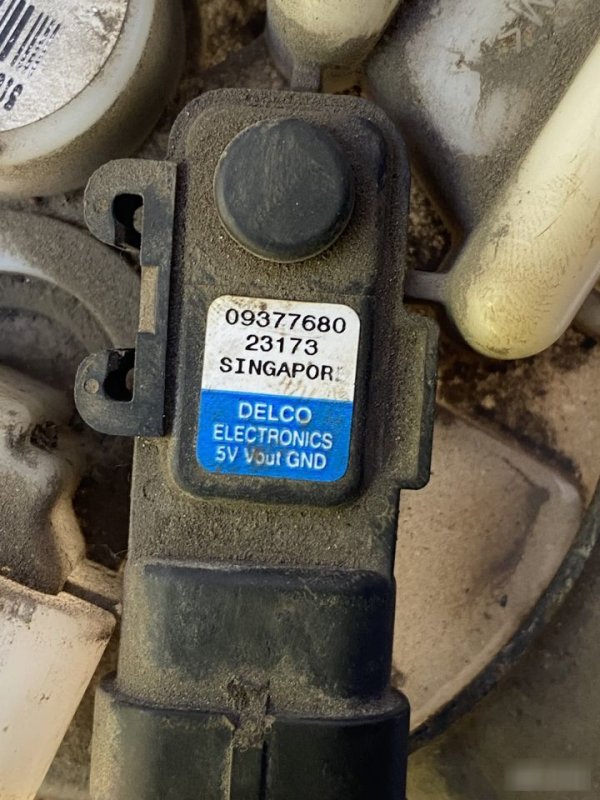 09377680
23173
SINGAPOR
DELCO
ELECTRONICS
5V Vout GND